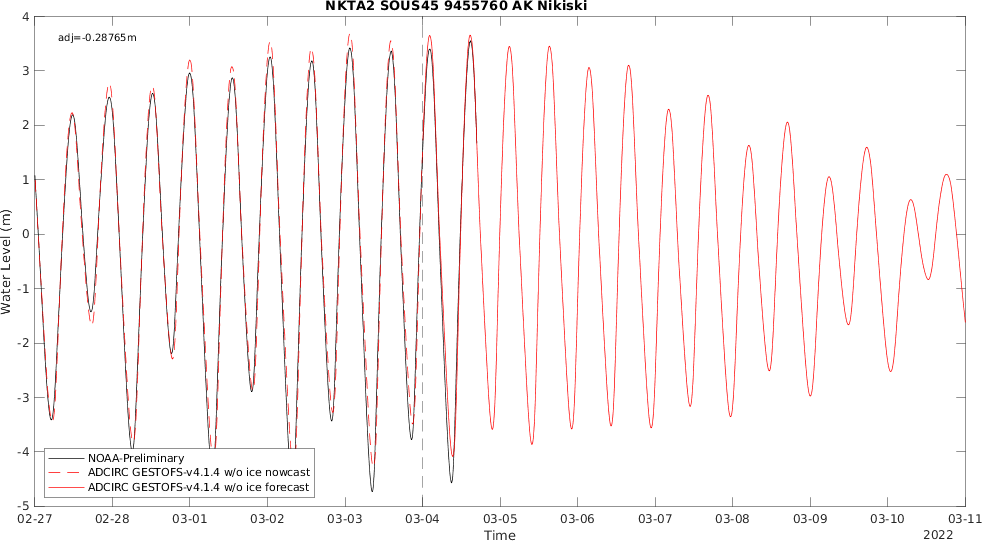 NKTA2 SOUS45 9455760 AK Nikiski
adj=-0.28765m
4
3
2
1
0
-1
-2
-3
-4
-5
Water Level (m)
NOAA-Preliminary
ADCIRC GESTOFS-v4.1.4 w/o ice nowcast
ADCIRC GESTOFS-v4.1.4 w/o ice forecast
02-27 02-28 03-01 03-02 03-03 03-04 03-05 03-06 03-07 03-08 03-09 03-10 03-11
Time
2022